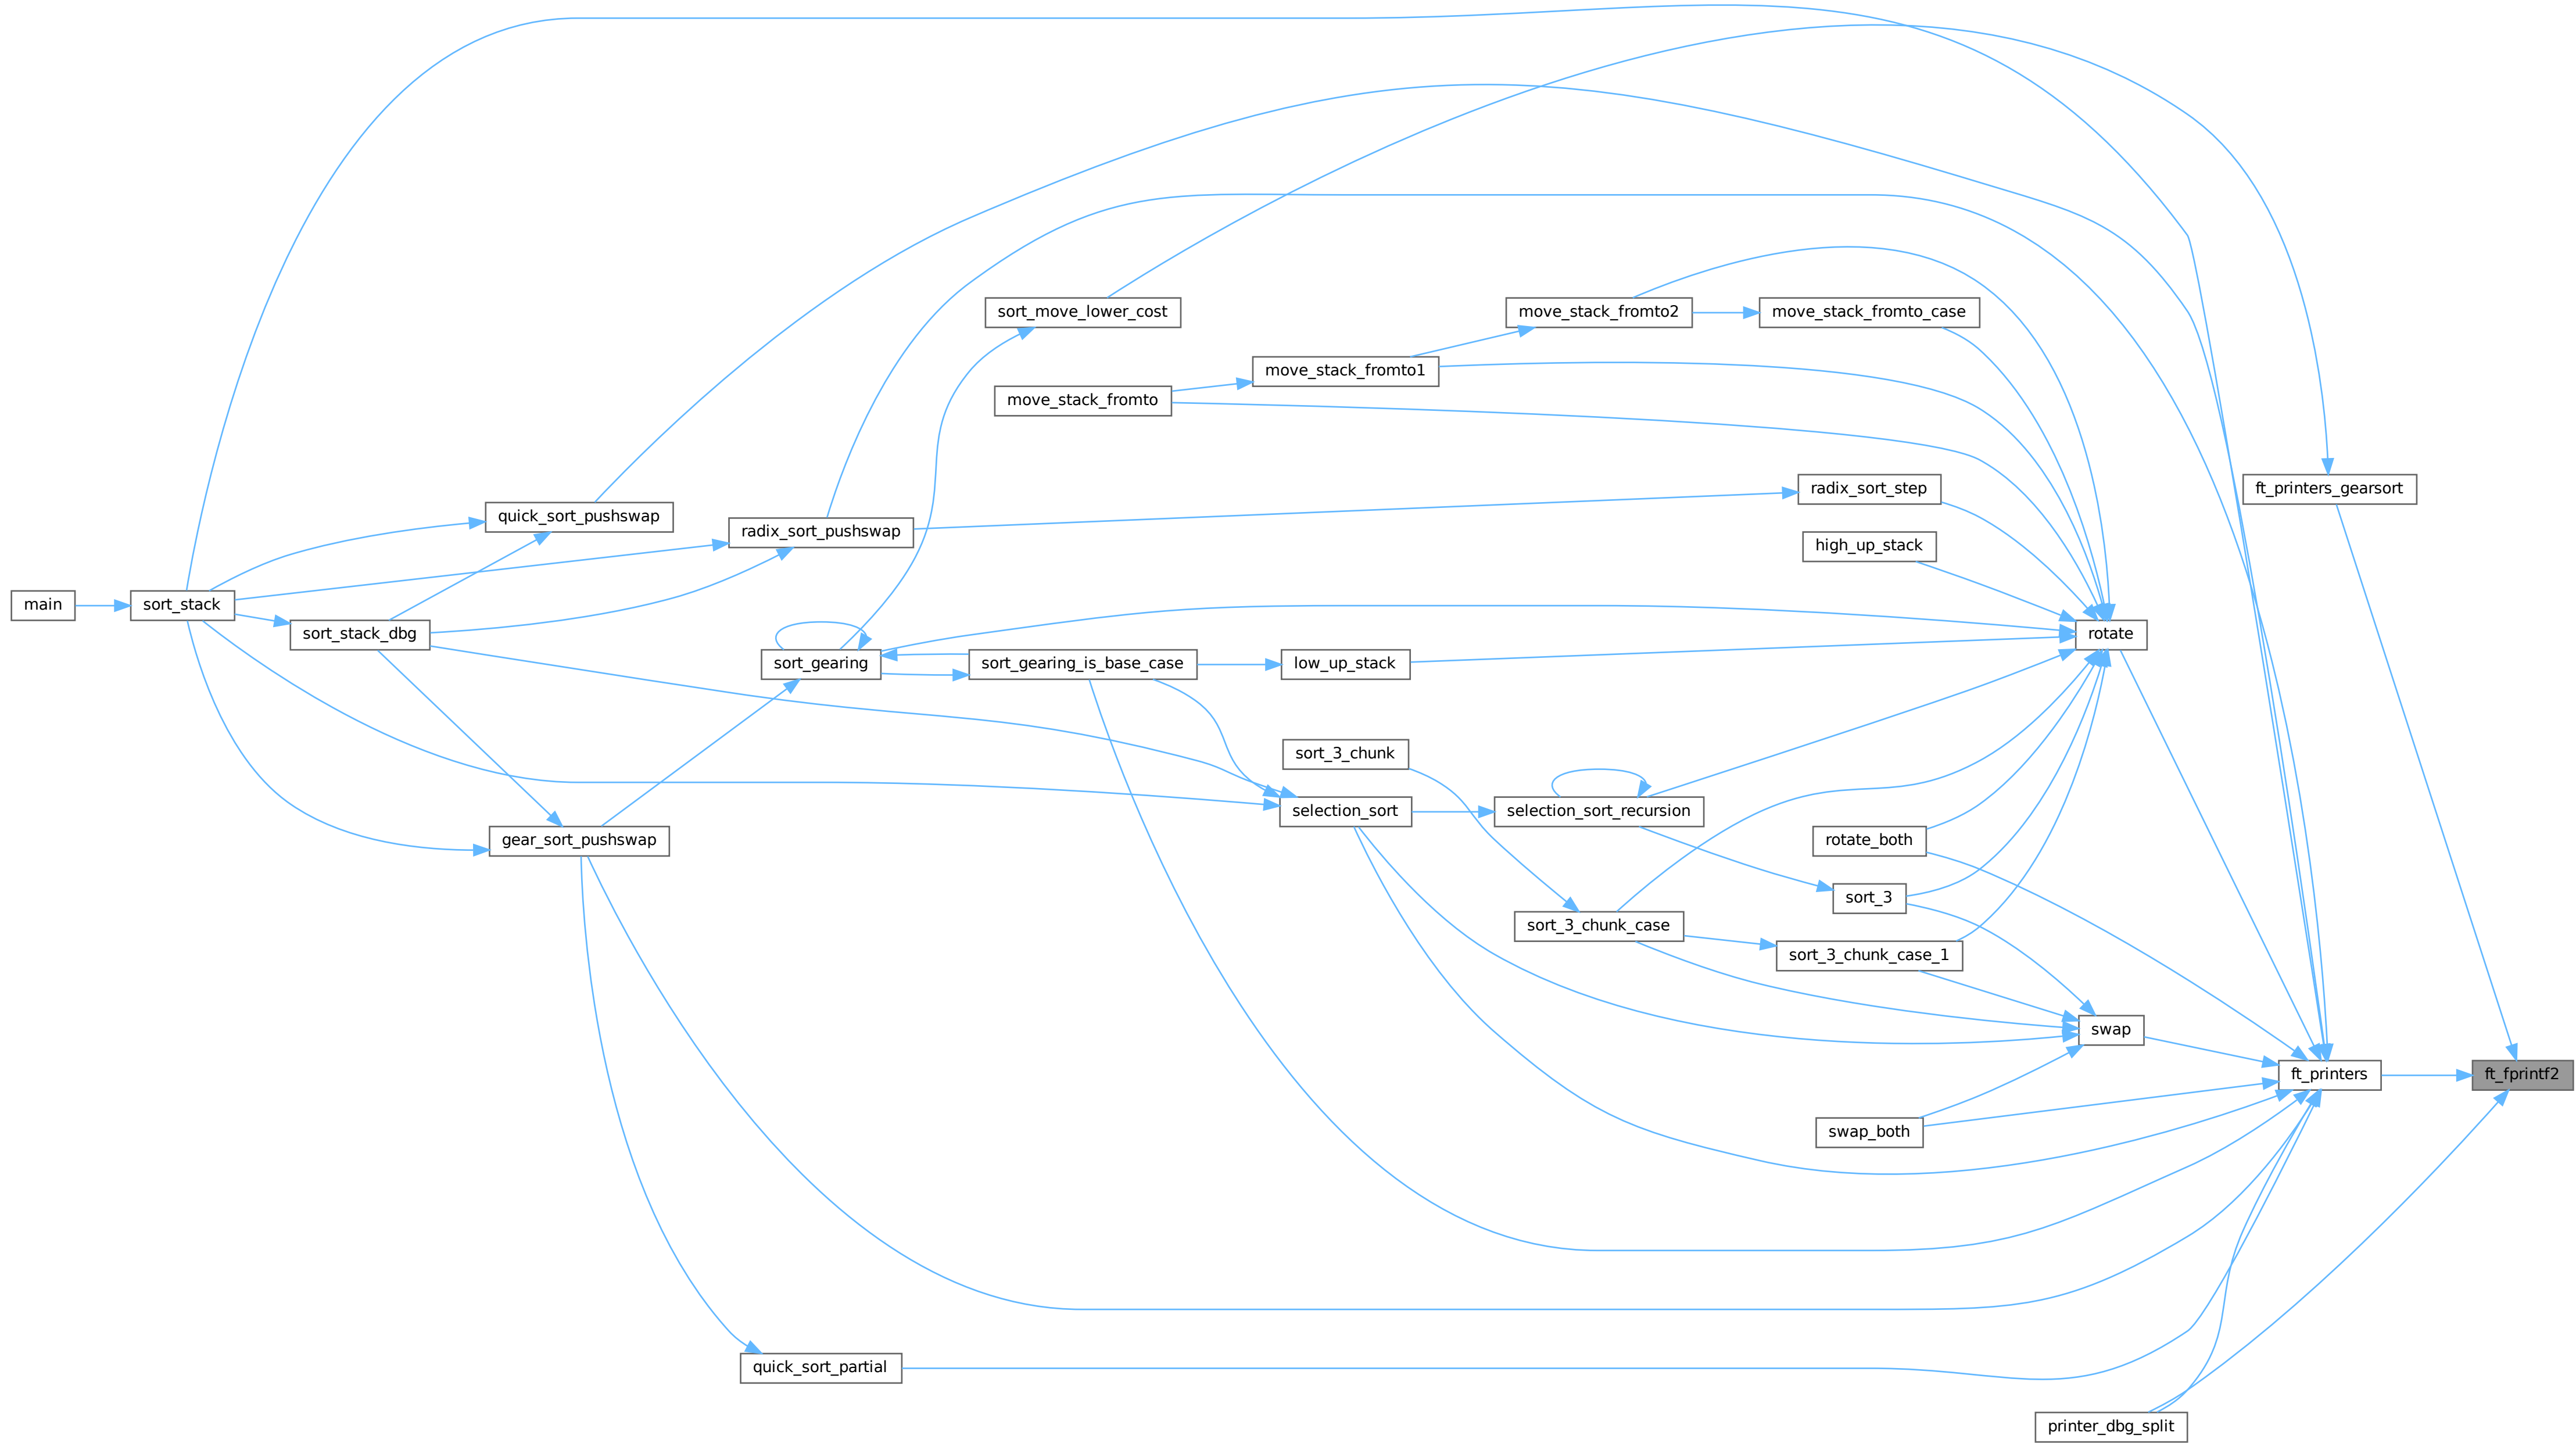 sort_move_lower_cost
move_stack_fromto2
move_stack_fromto_case
move_stack_fromto1
move_stack_fromto
radix_sort_step
ft_printers_gearsort
quick_sort_pushswap
radix_sort_pushswap
high_up_stack
main
sort_stack
sort_stack_dbg
rotate
sort_gearing
sort_gearing_is_base_case
low_up_stack
sort_3_chunk
selection_sort
selection_sort_recursion
gear_sort_pushswap
rotate_both
sort_3
sort_3_chunk_case
sort_3_chunk_case_1
swap
ft_printers
ft_fprintf2
swap_both
quick_sort_partial
printer_dbg_split